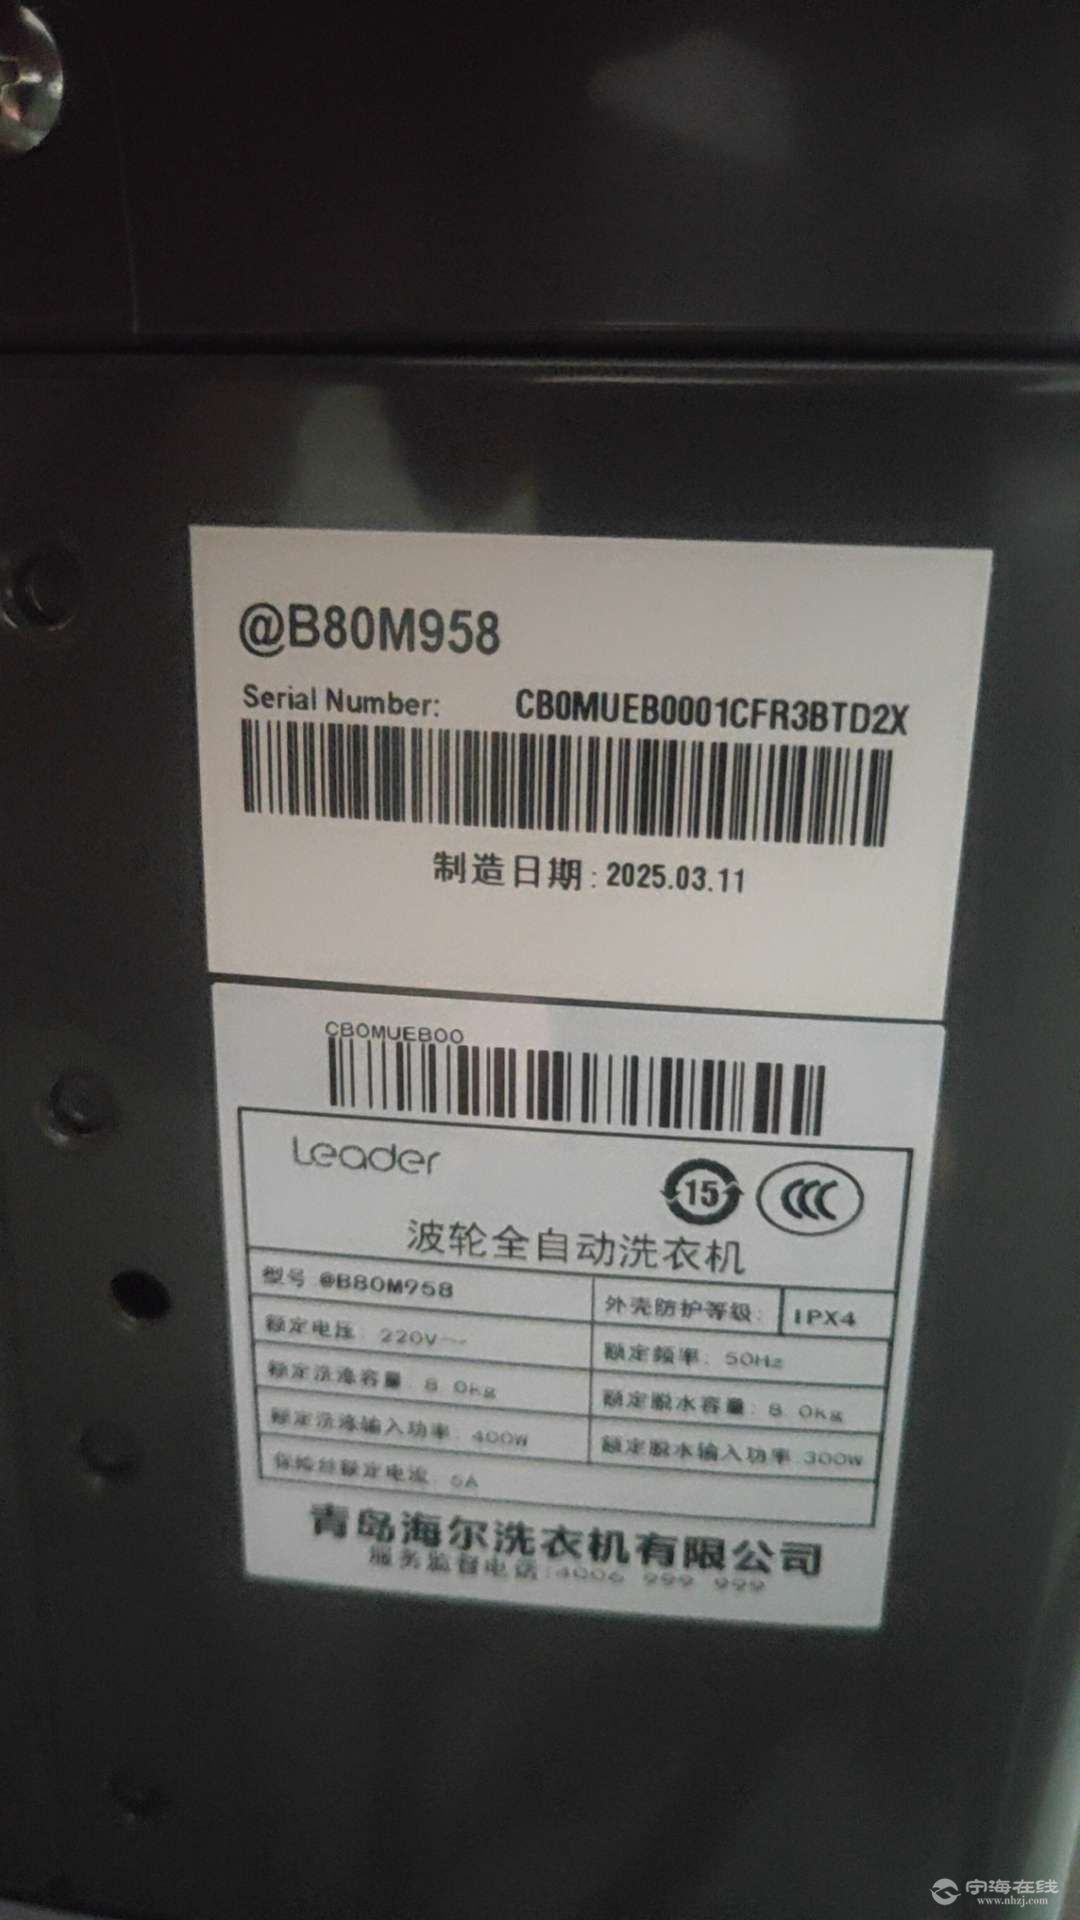 @B80M958
Serial Number: CB0MUEB0001CFR3BTD2X
制造日期: 2025.03.11
CB0MUEB00
Leader
15
CCC
波轮全自动洗衣机
型号 @B80M958
外壳防护等级: IPX4
额定电压: 220V~
额定频率: 50Hz
额定洗涤容量: 8.0kg
额定脱水容量: 8.0kg
额定洗涤输入功率: 400W
额定脱水输入功率 300W
保险丝额定电流: 5A
青岛海尔洗衣机有限公司
服务监督电话:4006 999 999
宁海在线
www.nhzj.com